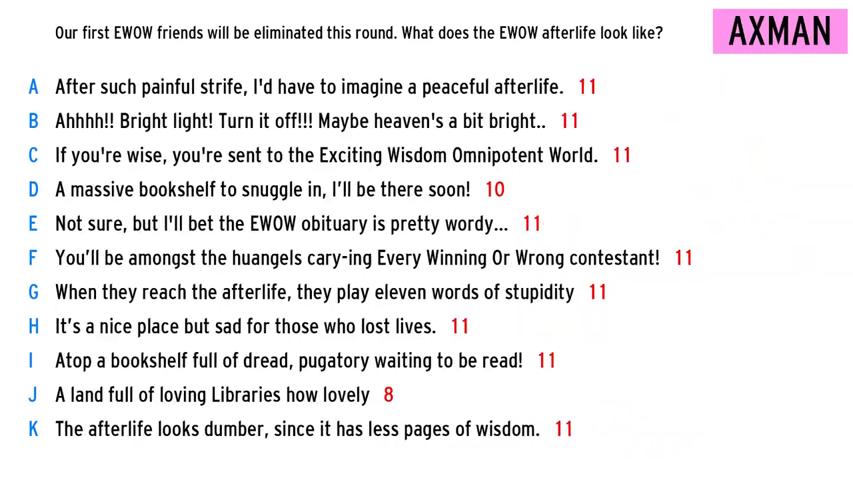 Our first EWOW friends will be eliminated this round. What does the EWOW afterlife look like?
AXMAN
A After such painful strife, I'd have to imagine a peaceful afterlife. 11
B Ahhhh!! Bright light! Turn it off!!! Maybe heaven's a bit bright.. 11
C If you're wise, you're sent to the Exciting Wisdom Omnipotent World. 11
D A massive bookshelf to snuggle in, I’ll be there soon! 10
E Not sure, but I'll bet the EWOW obituary is pretty wordy... 11
F You’ll be amongst the huangels cary-ing Every Winning Or Wrong contestant! 11
G When they reach the afterlife, they play eleven words of stupidity 11
H It’s a nice place but sad for those who lost lives. 11
I Atop a bookshelf full of dread, pugatory waiting to be read! 11
J A land full of loving Libraries how lovely 8
K The afterlife looks dumber, since it has less pages of wisdom. 11